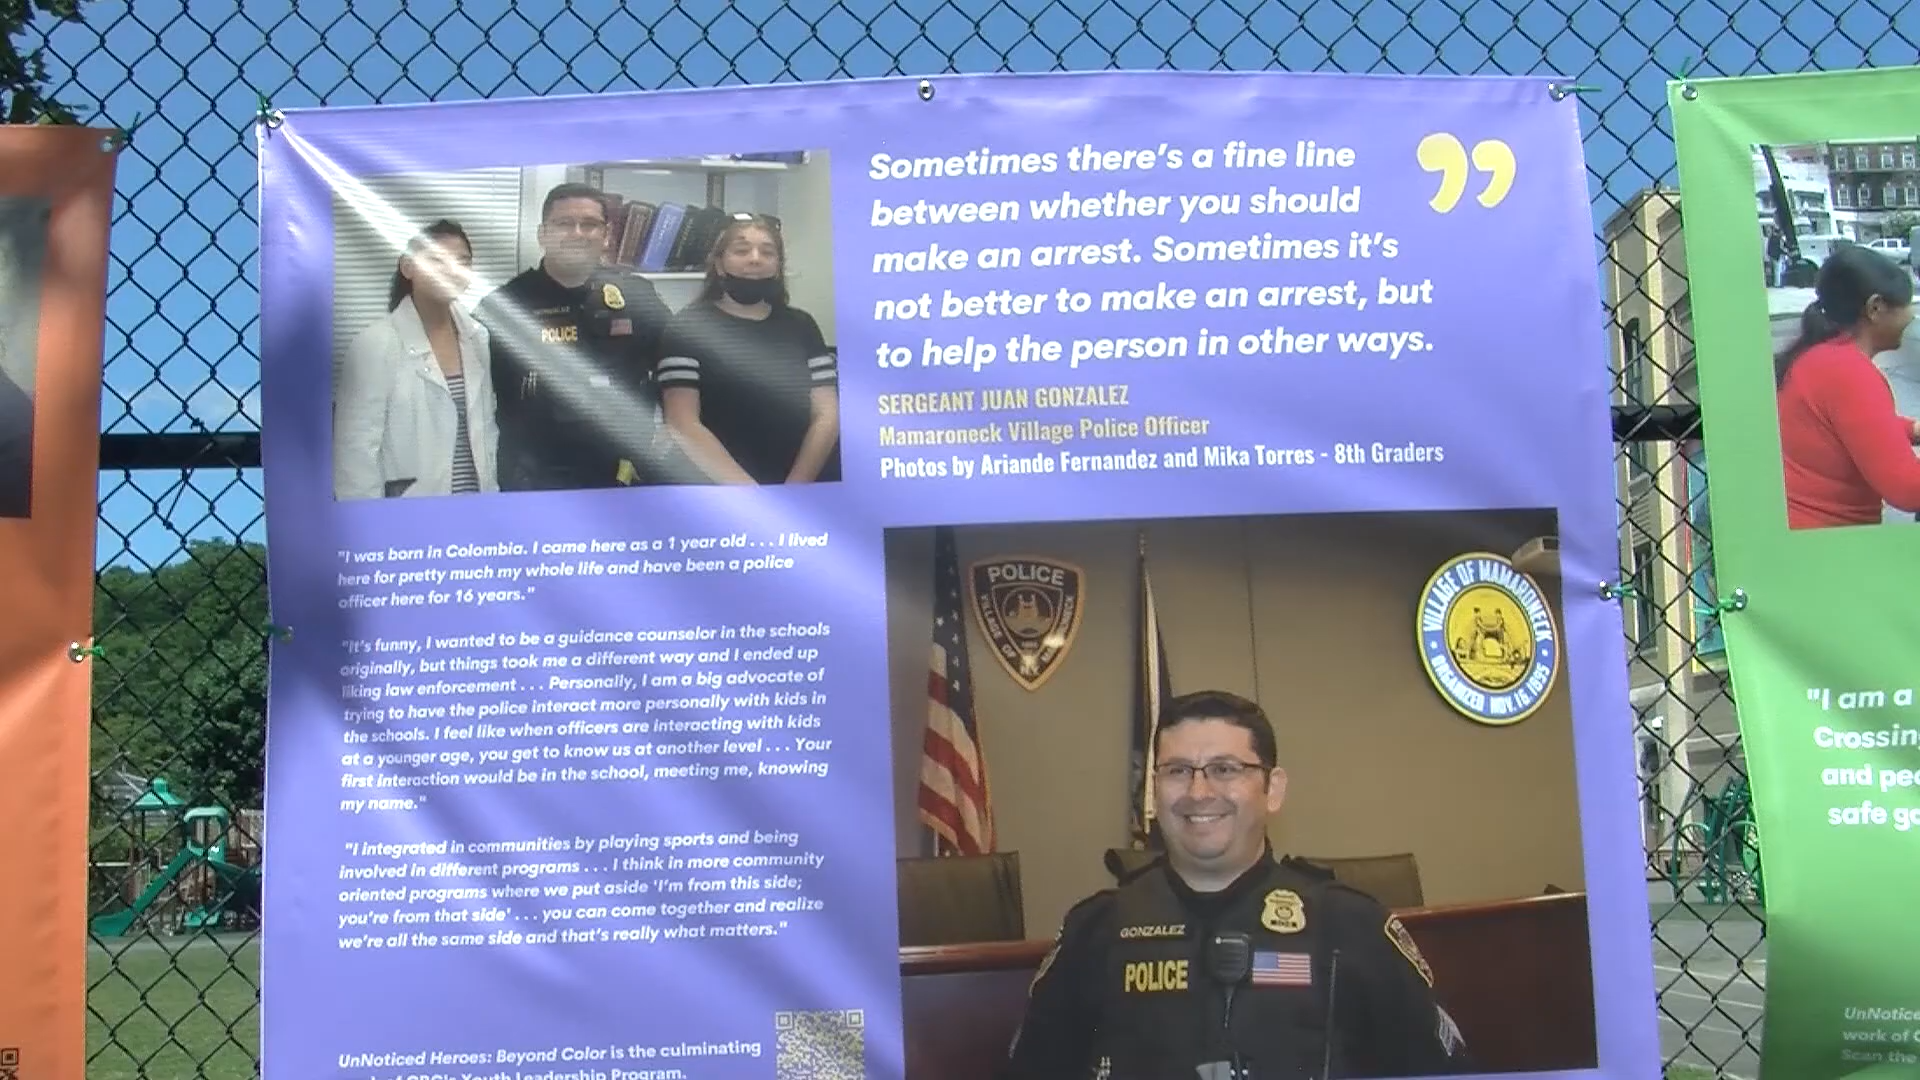 Sometimes there's a fine line
between whether you should
make an arrest. Sometimes it's
not better to make an arrest, but
to help the person in other ways.
”
SERGEANT JUAN GONZALEZ
Mamaroneck Village Police Officer
Photos by Ariande Fernandez and Mika Torres - 8th Graders
POLICE
"I was born in Colombia. I came here as a 1 year old . . . I lived
here for pretty much my whole life and have been a police
officer here for 16 years."
"It's funny, I wanted to be a guidance counselor in the schools
originally, but things took me a different way and I ended up
liking law enforcement . . . Personally, I am a big advocate of
trying to have the police interact more personally with kids in
the schools. I feel like when officers are interacting with kids
at a younger age, you get to know us at another level . . . Your
first interaction would be in the school, meeting me, knowing
my name."
"I integrated in communities by playing sports and being
involved in different programs . . . I think in more community
oriented programs where we put aside 'I'm from this side;
you're from that side' . . . you can come together and realize
we're all the same side and that's really what matters."
UnNoticed Heroes: Beyond Color is the culminating
Youth Leadership Program.
POLICE
VILLAGE OF
VILLAGE OF MAMARONECK
ORGANIZED NOV. 16. 1895
GONZALEZ
POLICE
"I am a
Crossin
and peo
safe go
UnNotice
work of
Scan the